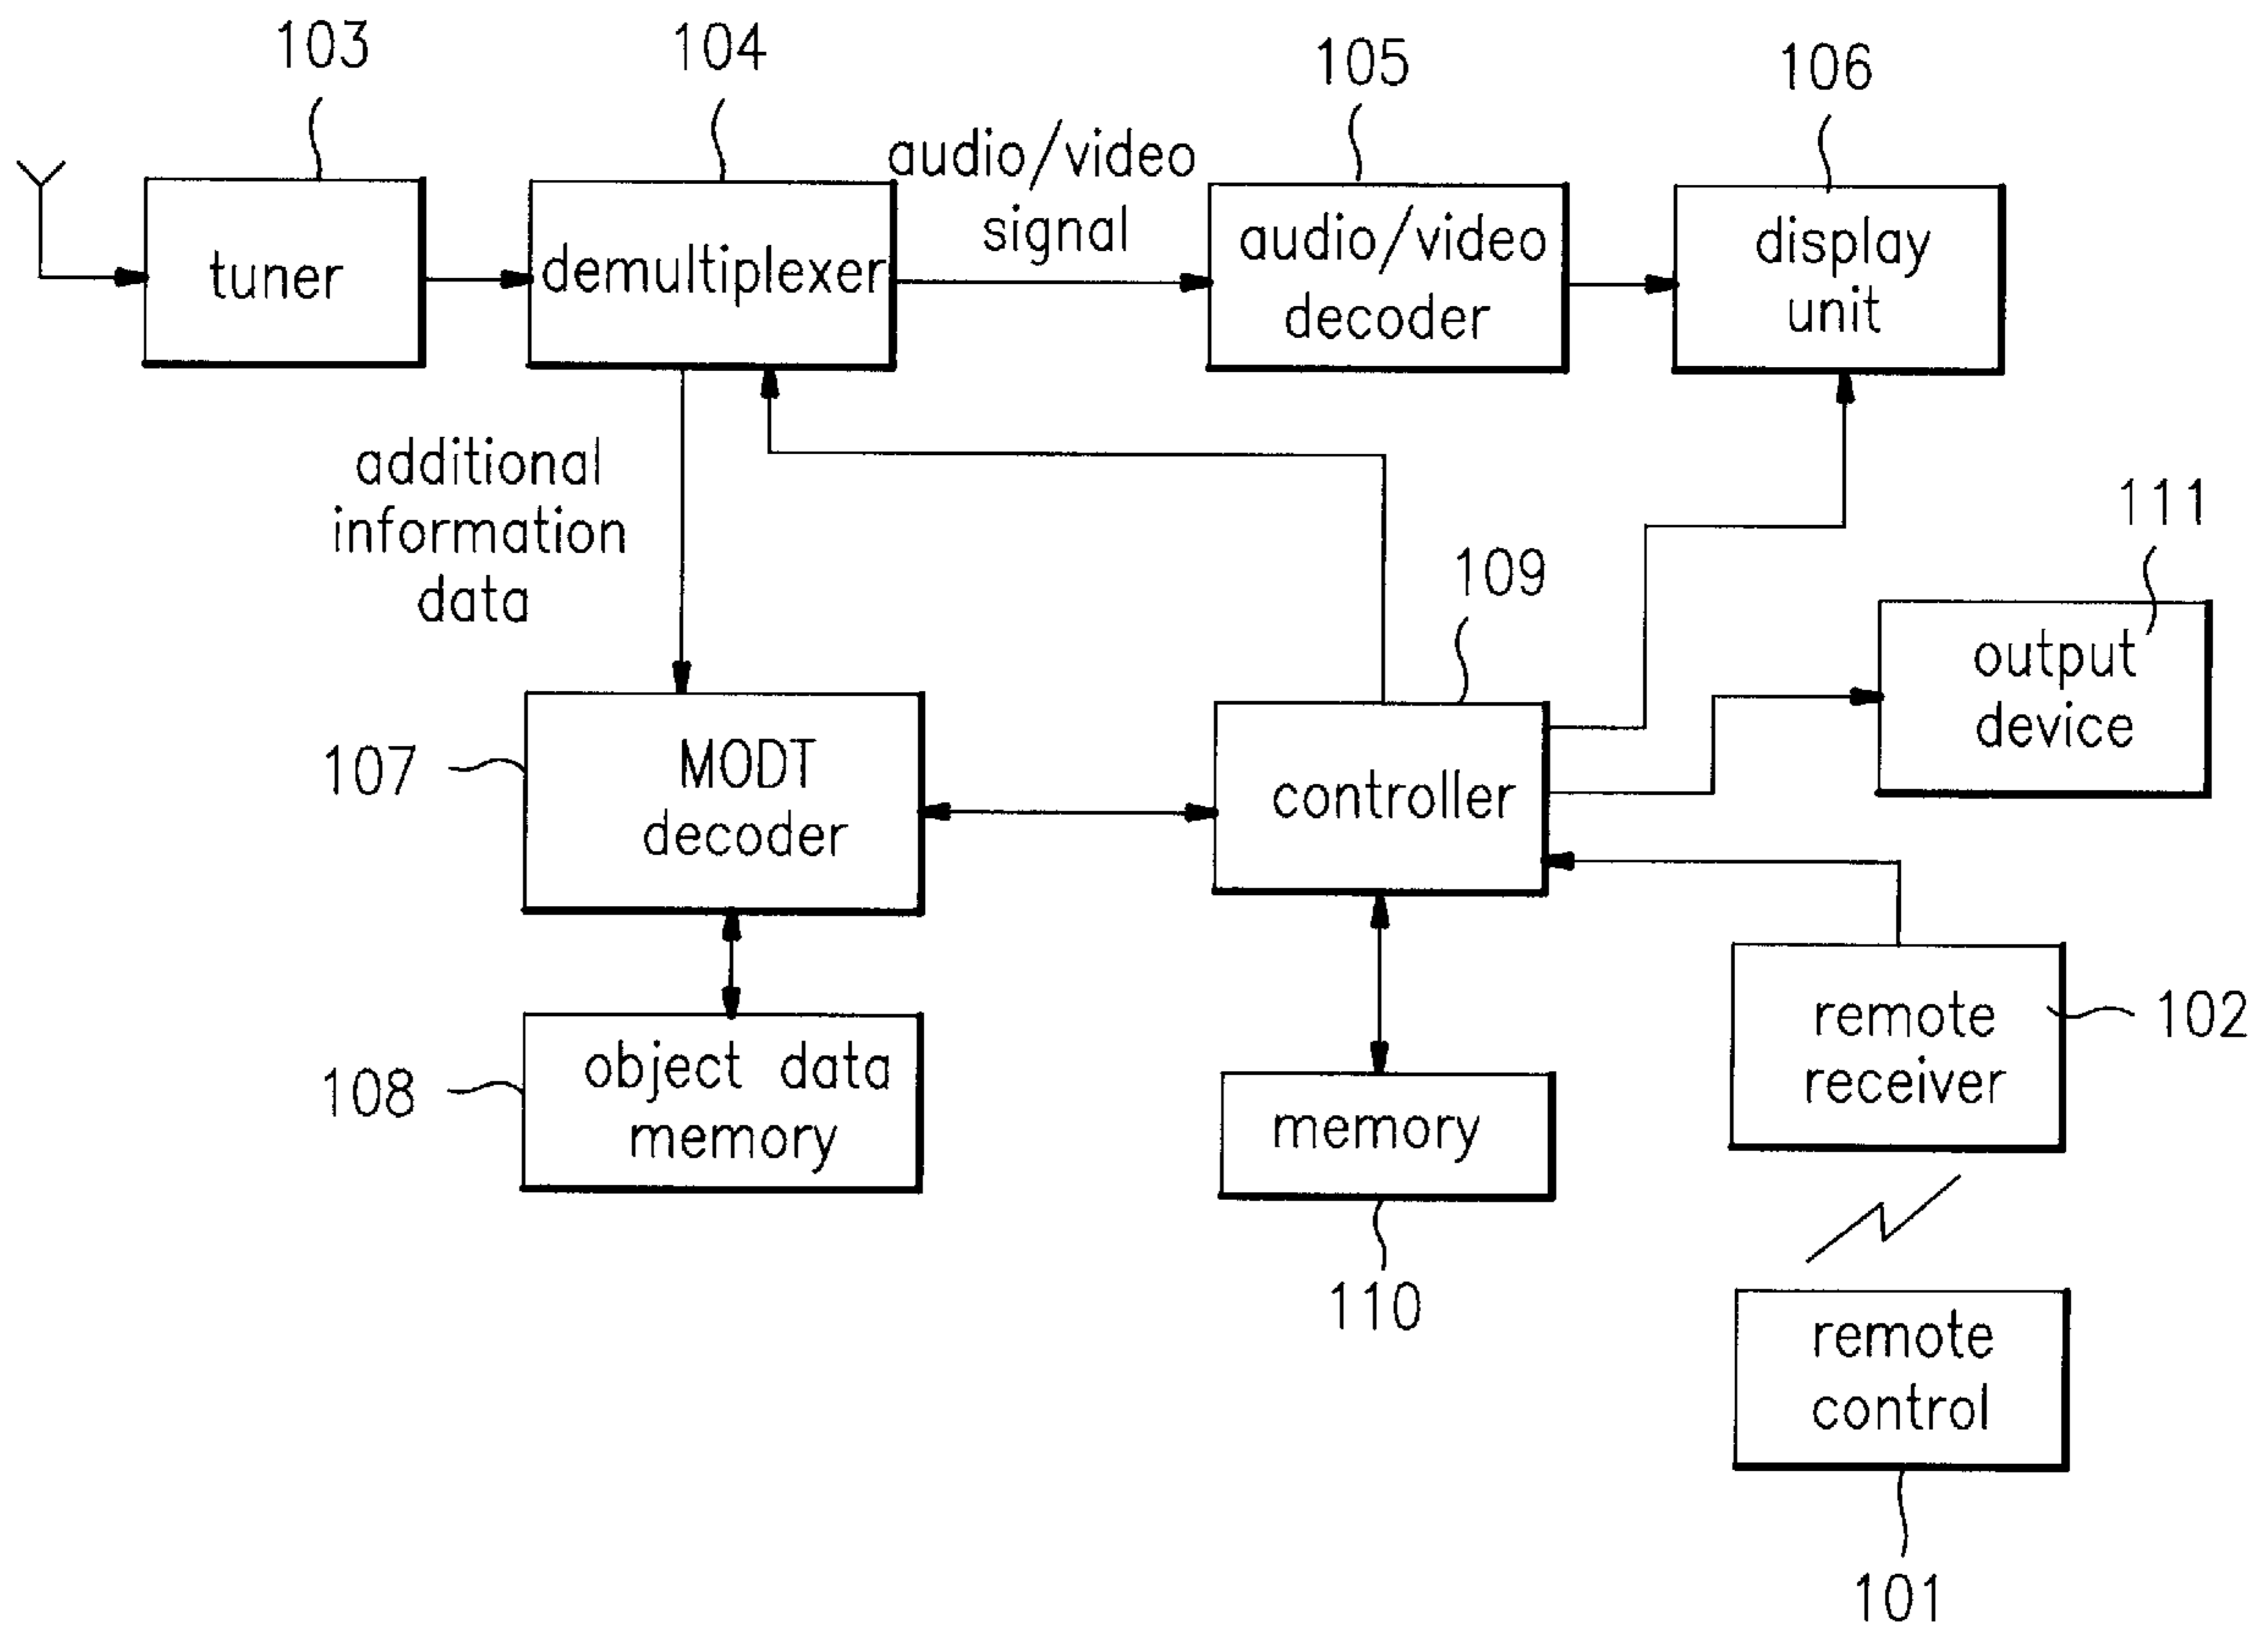 103
104
105
106
audio/video
signal
tuner
demultiplexer
audio/video
decoder
display
unit
additional
information
data
111
109
output
device
107
MODT
decoder
controller
102
remote
receiver
108
object data
memory
memory
110
remote
control
101